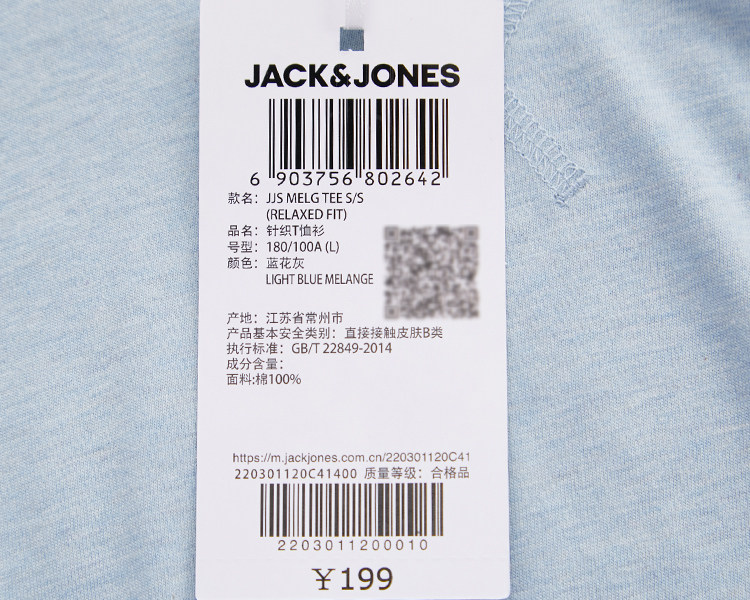 JACK&JONES
6 903756 802642
款名：JJS MELG TEE S/S
(RELAXED FIT)
品名：针织T恤衫
号型：180/100A (L)
颜色：蓝花灰
LIGHT BLUE MELANGE
产地：江苏省常州市
产品基本安全类别：直接接触皮肤B类
执行标准：GB/T 22849-2014
成分含量：
面料:棉100%
https://m.jackjones.com.cn/220301120C41
220301120C41400 质量等级：合格品
2203011200010
￥199